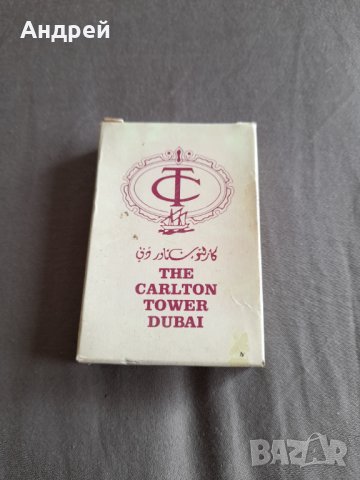 Андрей
TC
كارلتون تاور دبي
THE
CARLTON
TOWER
DUBAI
BAZAR